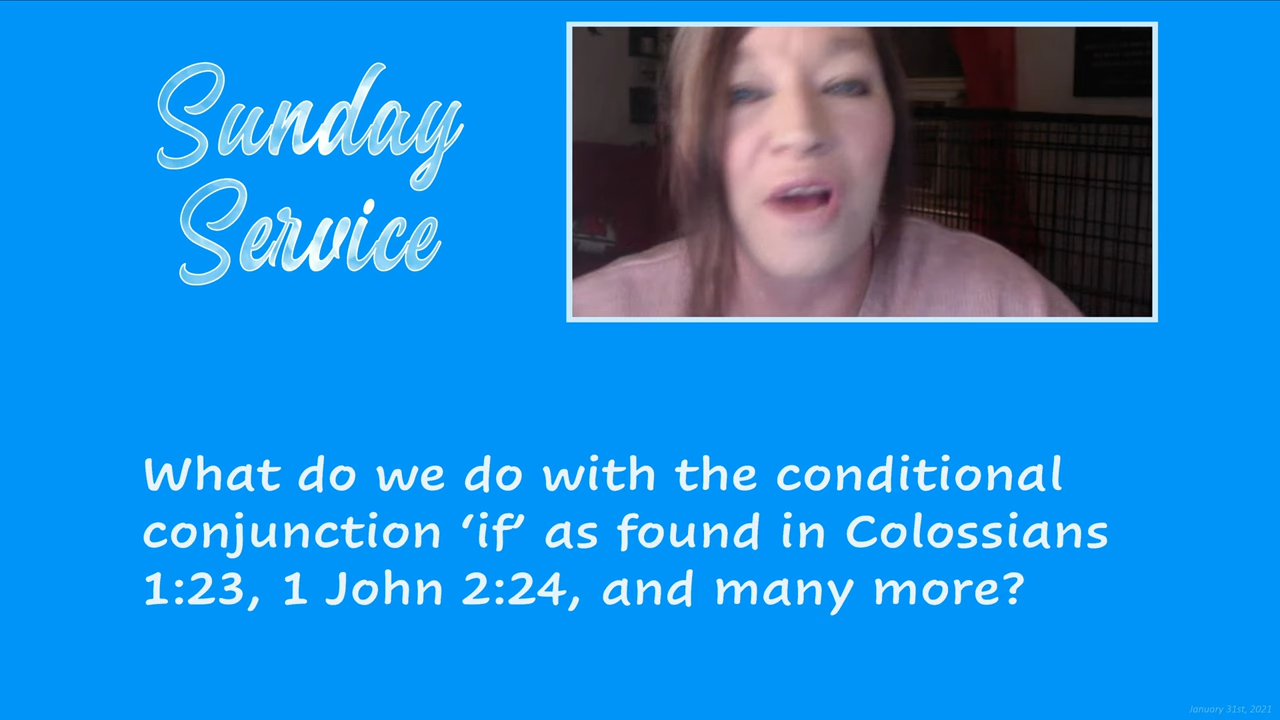 Sunday
Service
What do we do with the conditional
conjunction ‘if’ as found in Colossians
1:23, 1 John 2:24, and many more?
January 31st, 2021